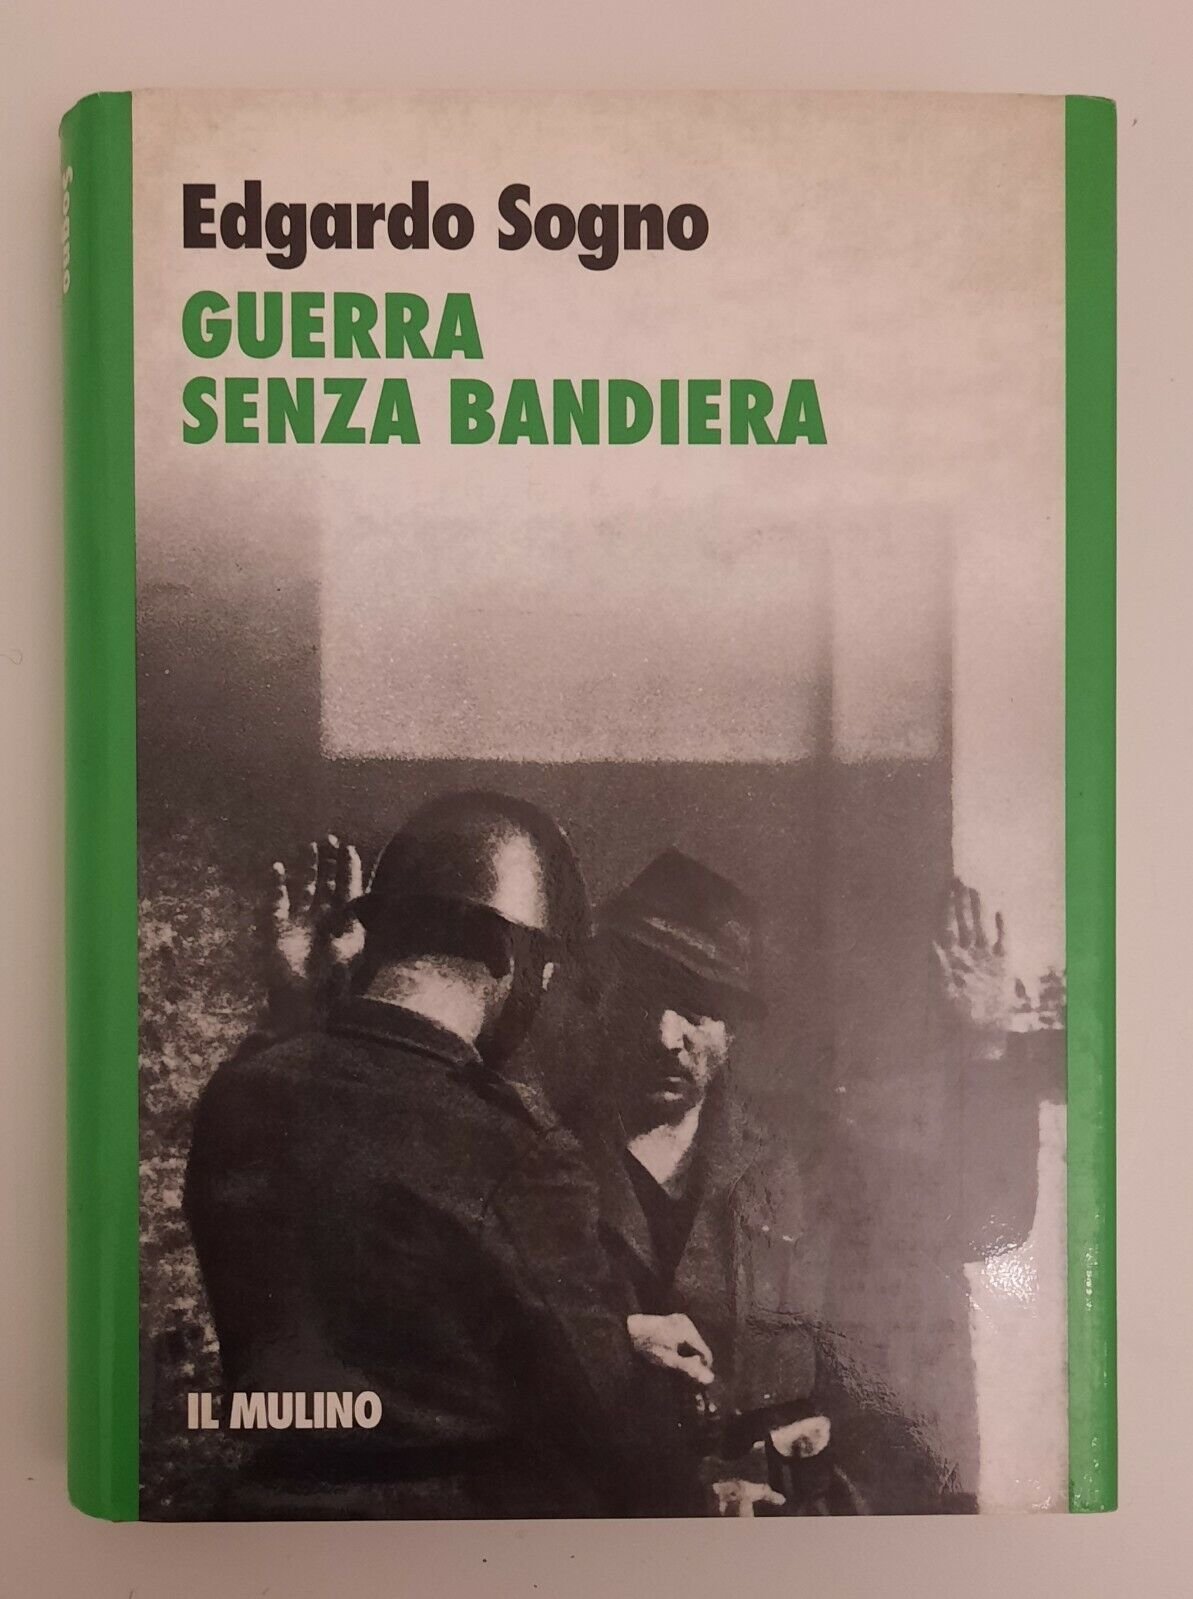 Sogno
Edgardo Sogno
GUERRA
SENZA BANDIERA
IL MULINO